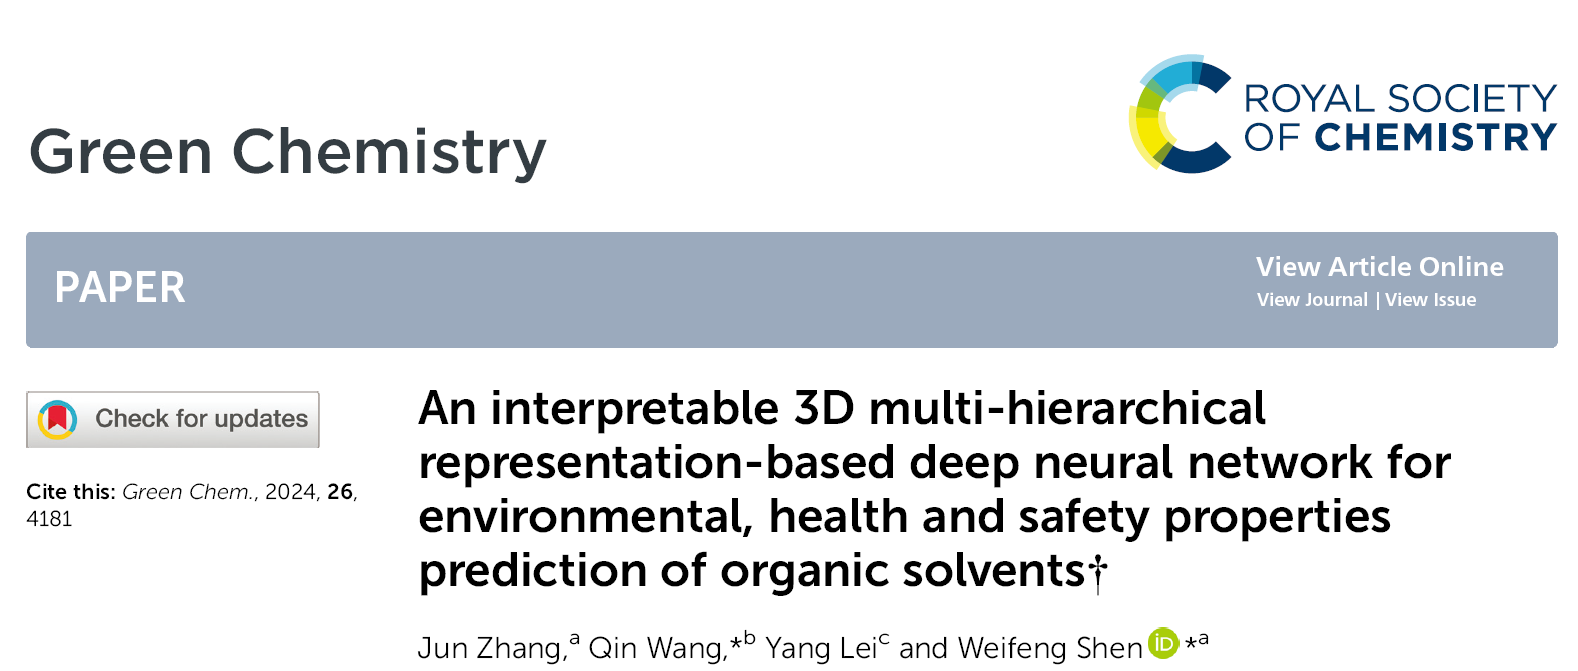 Green Chemistry
ROYAL SOCIETY
OF CHEMISTRY
PAPER
View Article Online
View Journal | View Issue
Check for updates
Cite this: Green Chem., 2024, 26,
4181
An interpretable 3D multi-hierarchical
representation-based deep neural network for
environmental, health and safety properties
prediction of organic solvents†
Jun Zhang,ᵃ Qin Wang,*ᵇ Yang Leiᶜ and Weifeng Shen iD *ᵃ